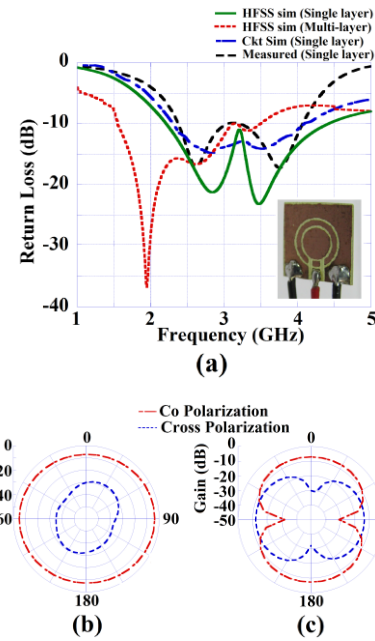 HFSS sim (Single layer)
HFSS sim (Multi-layer)
Ckt Sim (Single layer)
Measured (Single layer)
0
-10
-20
-30
-40
Return Loss (dB)
1 2 3 4 5
Frequency (GHz)
(a)
Co Polarization
Cross Polarization
0
20
40
60
0
90
180
(b)
Gain (dB)
0
-10
-20
-30
-40
-50
0
180
(c)